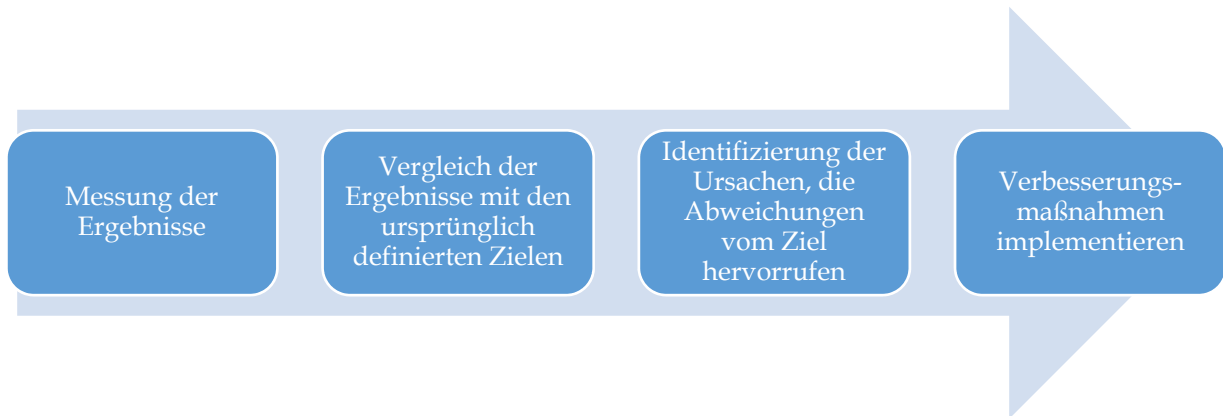 Messung der
Ergebnisse
Vergleich der
Ergebnisse mit den
ursprünglich
definierten Zielen
Identifizierung der
Ursachen, die
Abweichungen
vom Ziel
hervorrufen
Verbesserungs-
maßnahmen
implementieren